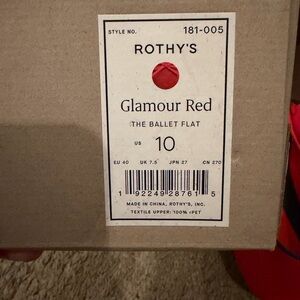 STYLE NO. 181-005
ROTHY'S
Glamour Red
THE BALLET FLAT
US 10
EU 40 UK 7.5 JPN 27 CN 270
1 92249 28761 5
MADE IN CHINA, ROTHY'S, INC.
TEXTILE UPPER: 100% rPET